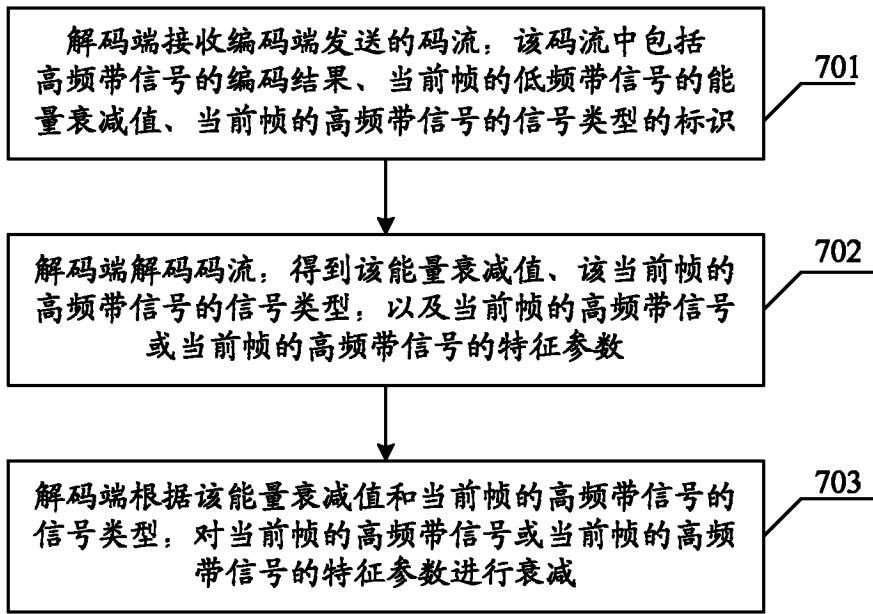 解码端接收编码端发送的码流；该码流中包括
高频带信号的编码结果、当前帧的低频带信号的能
量衰减值、当前帧的高频带信号的信号类型的标识
701
解码端解码码流；得到该能量衰减值、该当前帧的
高频带信号的信号类型；以及当前帧的高频带信号
或当前帧的高频带信号的特征参数
702
解码端根据该能量衰减值和当前帧的高频带信号的
信号类型；对当前帧的高频带信号或当前帧的高频
带信号的特征参数进行衰减
703